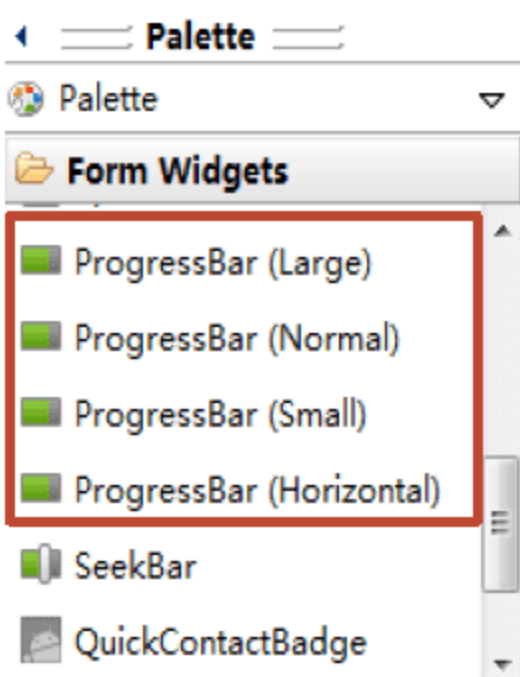 Palette
Palette
Form Widgets
ProgressBar (Large)
ProgressBar (Normal)
ProgressBar (Small)
ProgressBar (Horizontal)
SeekBar
QuickContactBadge